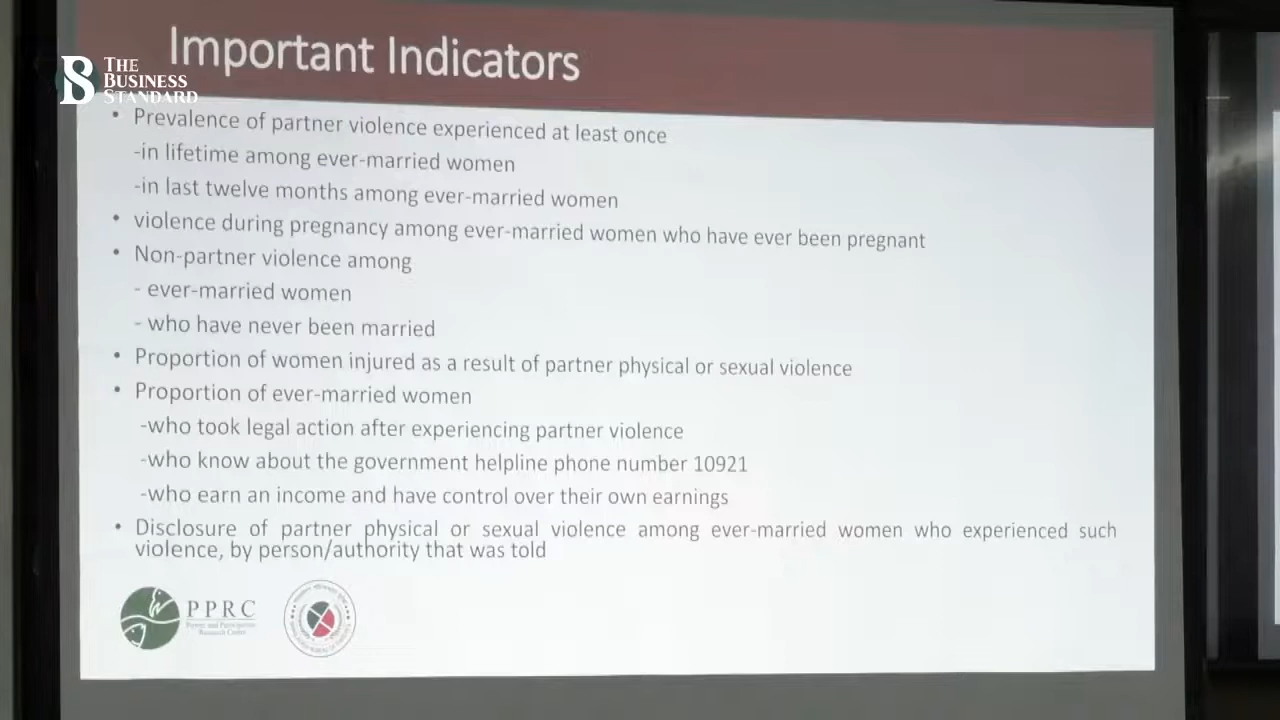 Important Indicators
THE
BUSINESS
STANDARD
• Prevalence of partner violence experienced at least once
-in lifetime among ever-married women
-in last twelve months among ever-married women
• violence during pregnancy among ever-married women who have ever been pregnant
• Non-partner violence among
- ever-married women
- who have never been married
• Proportion of women injured as a result of partner physical or sexual violence
• Proportion of ever-married women
-who took legal action after experiencing partner violence
-who know about the government helpline phone number 10921
-who earn an income and have control over their own earnings
• Disclosure of partner physical or sexual violence among ever-married women who experienced such
violence, by person/authority that was told
PPRC
Power and Participation
Research Centre